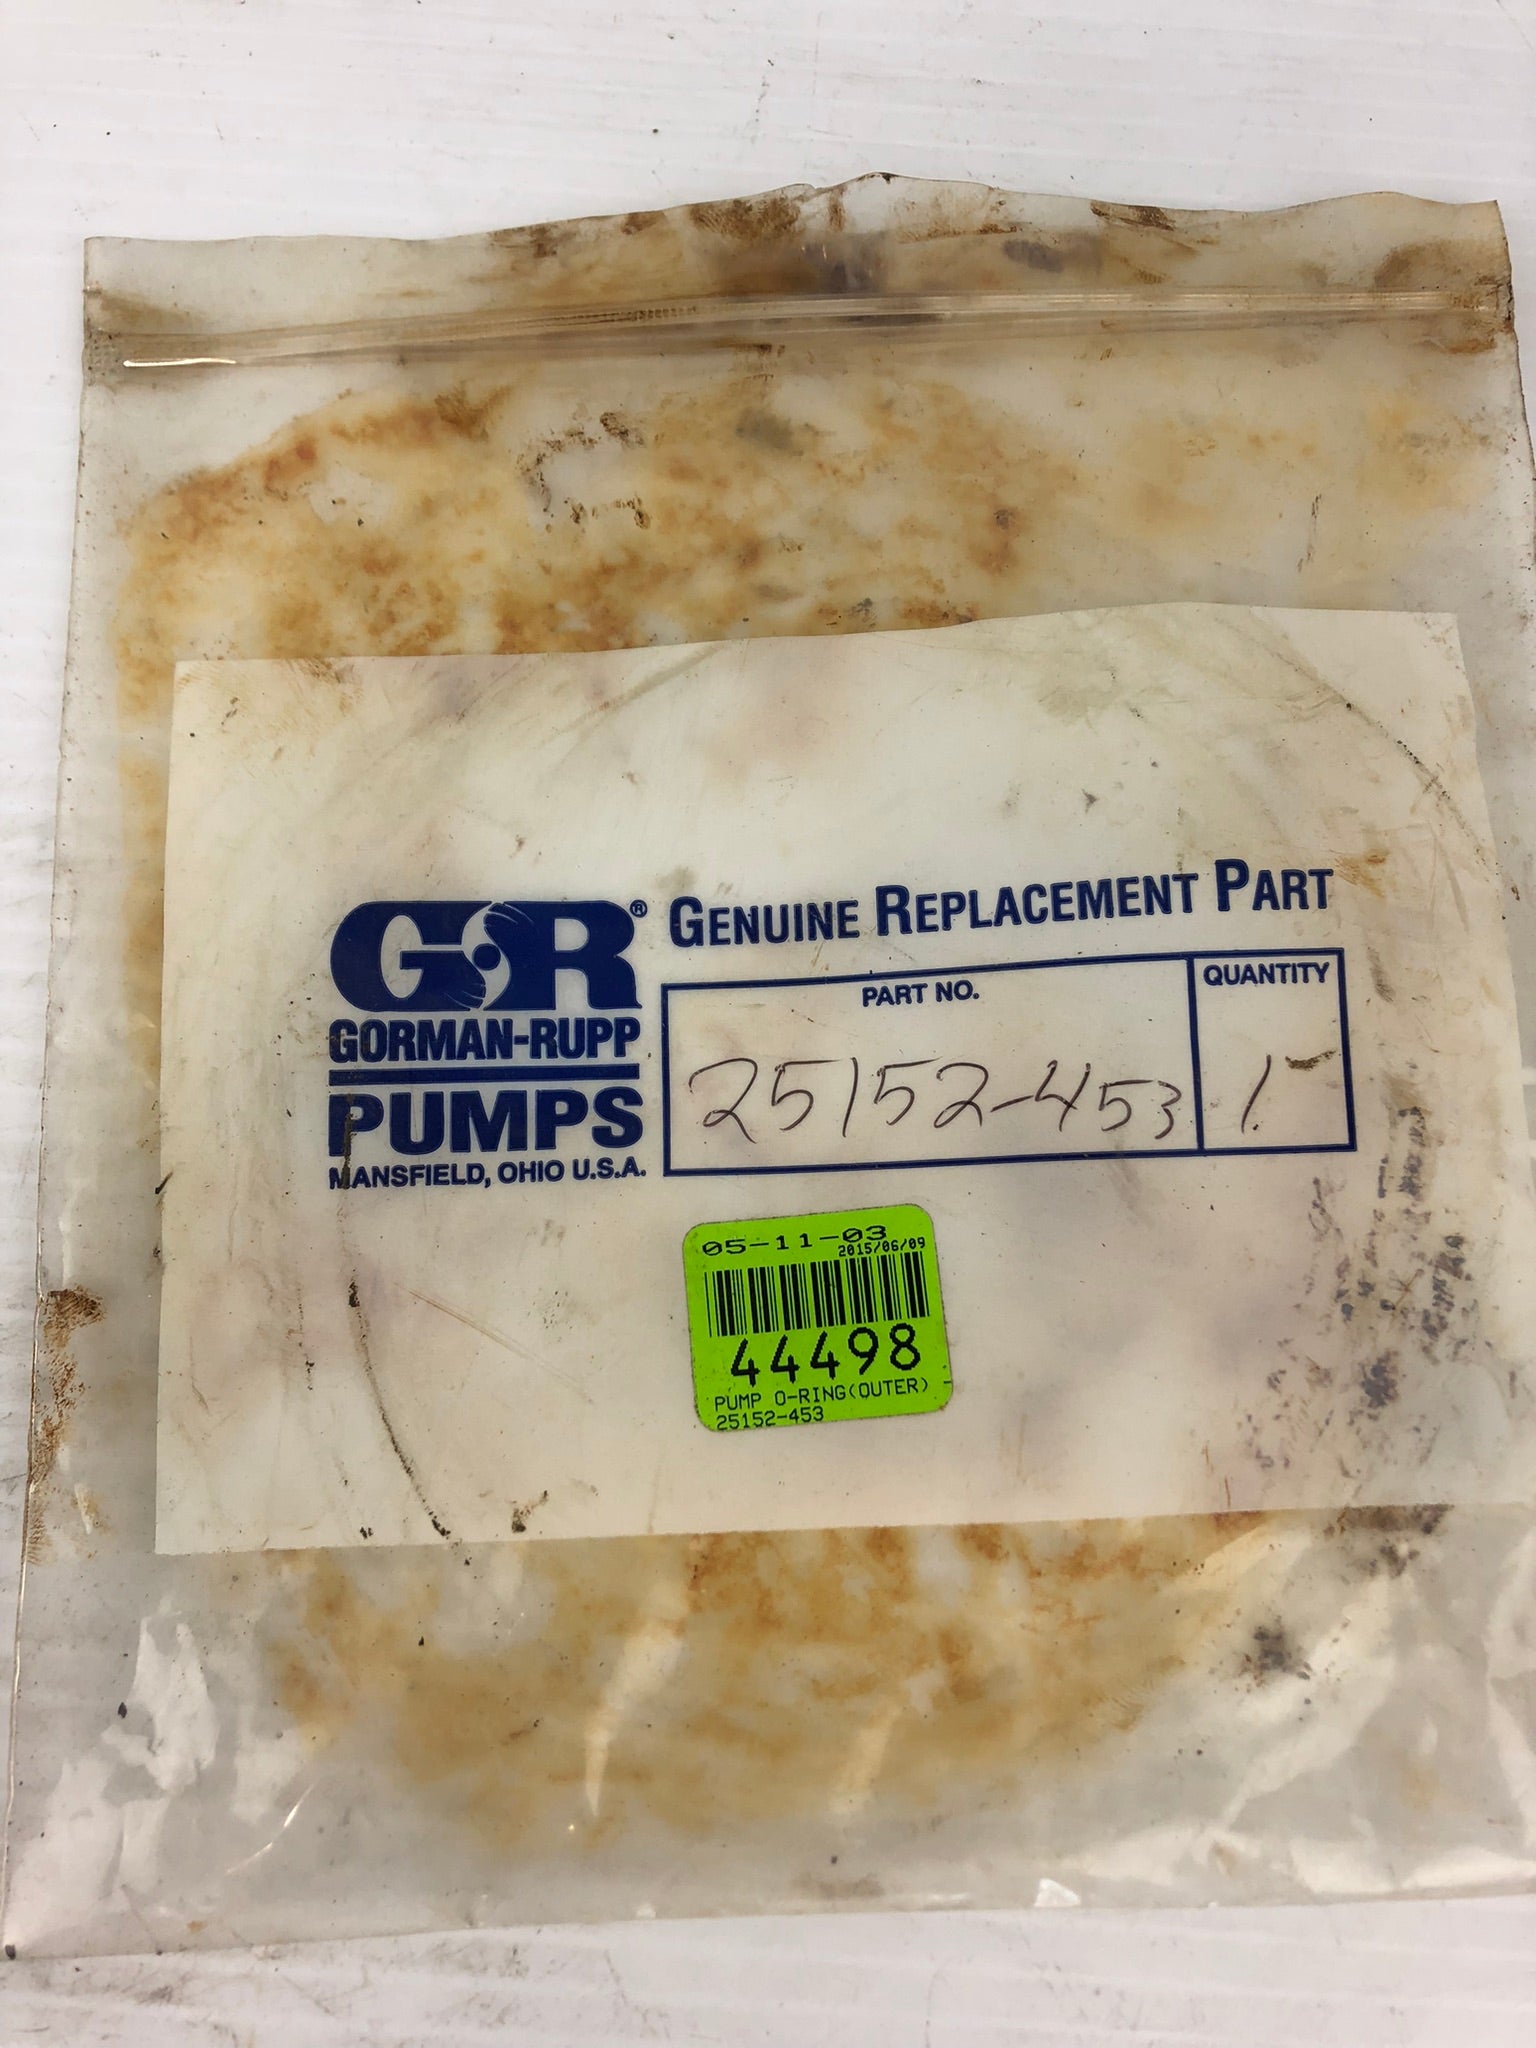 GR®
GORMAN-RUPP
PUMPS
MANSFIELD, OHIO U.S.A.
GENUINE REPLACEMENT PART
PART NO.
QUANTITY
25152-453
1
05-11-03
2015/06/09
44498
PUMP O-RING(OUTER)
25152-453